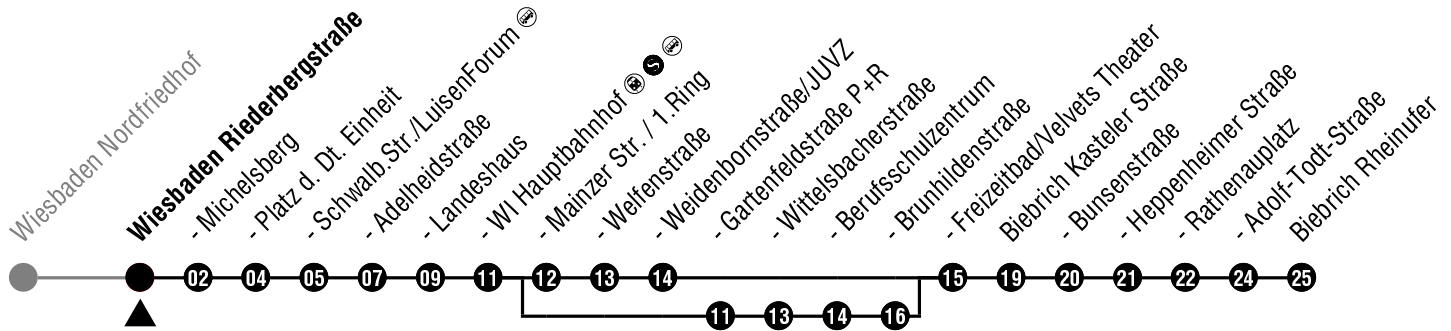 Wiesbaden Nordfriedhof
Wiesbaden Riederbergstraße
- Michelsberg
- Platz d. Dt. Einheit
- Schwalb.Str./LuisenForum
- Adelheidstraße
- Landeshaus
- WI Hauptbahnhof S
- Mainzer Str. / 1.Ring
- Welfenstraße
- Weidenbornstraße/JUVZ
- Gartenfeldstraße P+R
- Wittelsbacherstraße
- Berufsschulzentrum
- Brunhildenstraße
- Freizeitbad/Velvets Theater
Biebrich Kasteler Straße
- Bunsenstraße
- Heppenheimer Straße
- Rathenauplatz
- Adolf-Todt-Straße
Biebrich Rheinufer
02 04 05 07 09 11 12 13 14 15 19 20 21 22 24 25
11 13 14 16